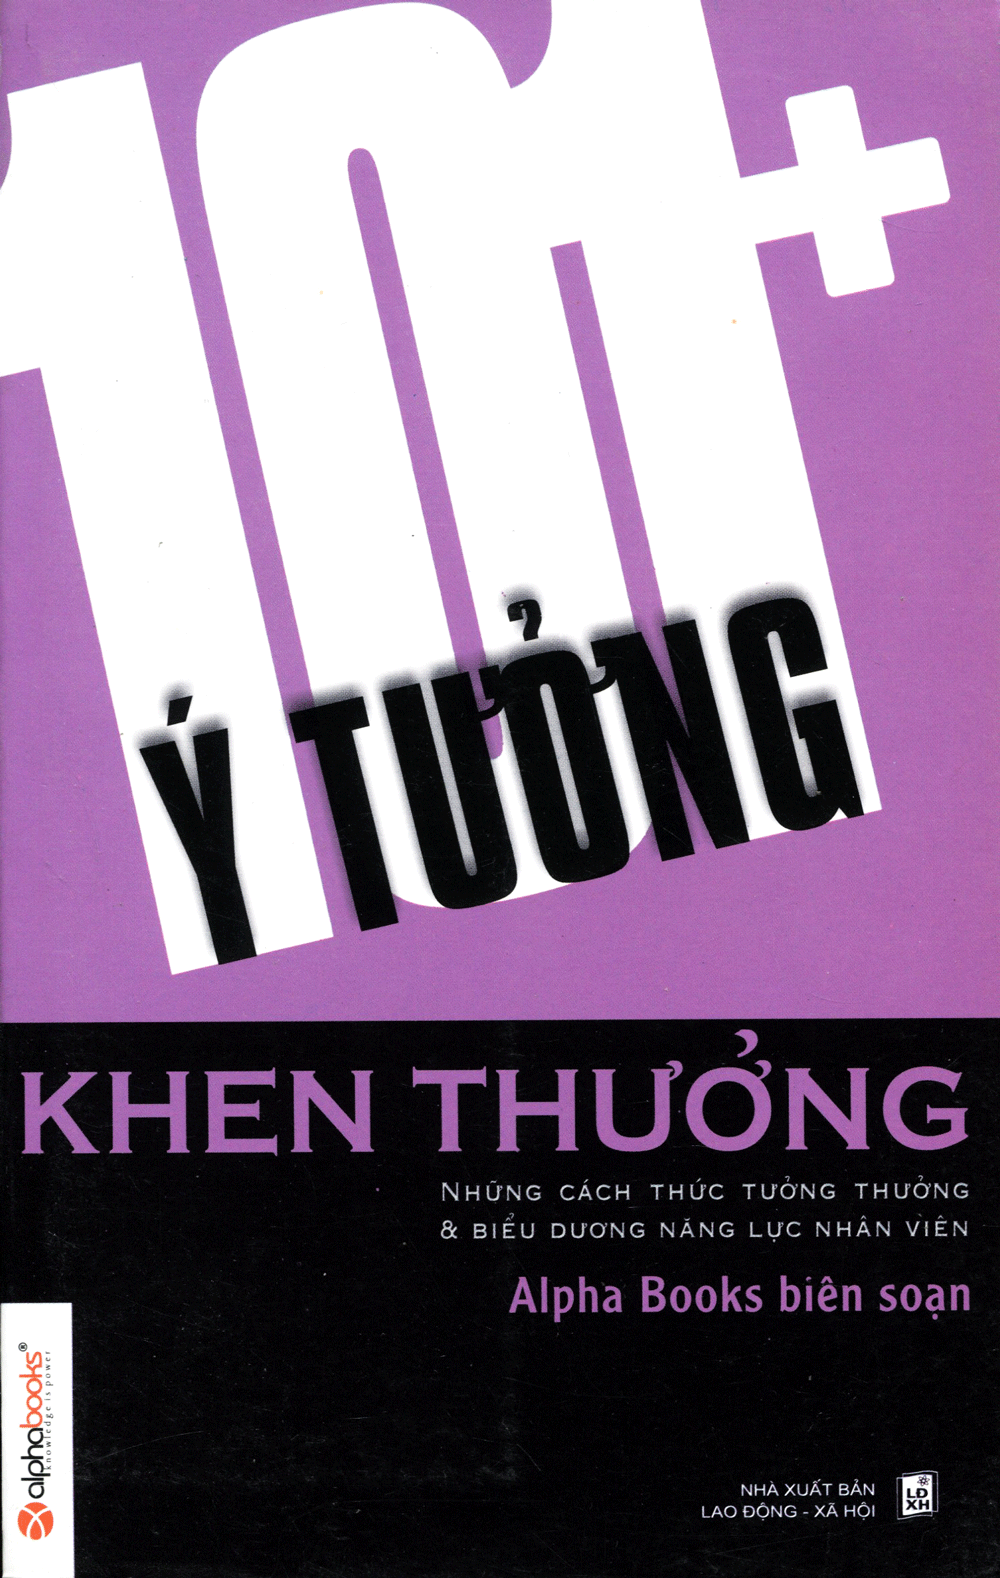 101+
Ý TƯỞNG
KHEN THƯỞNG
NHỮNG CÁCH THỨC TƯỞNG THƯỞNG
& BIỂU DƯƠNG NĂNG LỰC NHÂN VIÊN
Alpha Books biên soạn
alphabooks®
knowledge is power
NHÀ XUẤT BẢN
LAO ĐỘNG - XÃ HỘI
LĐ
XH